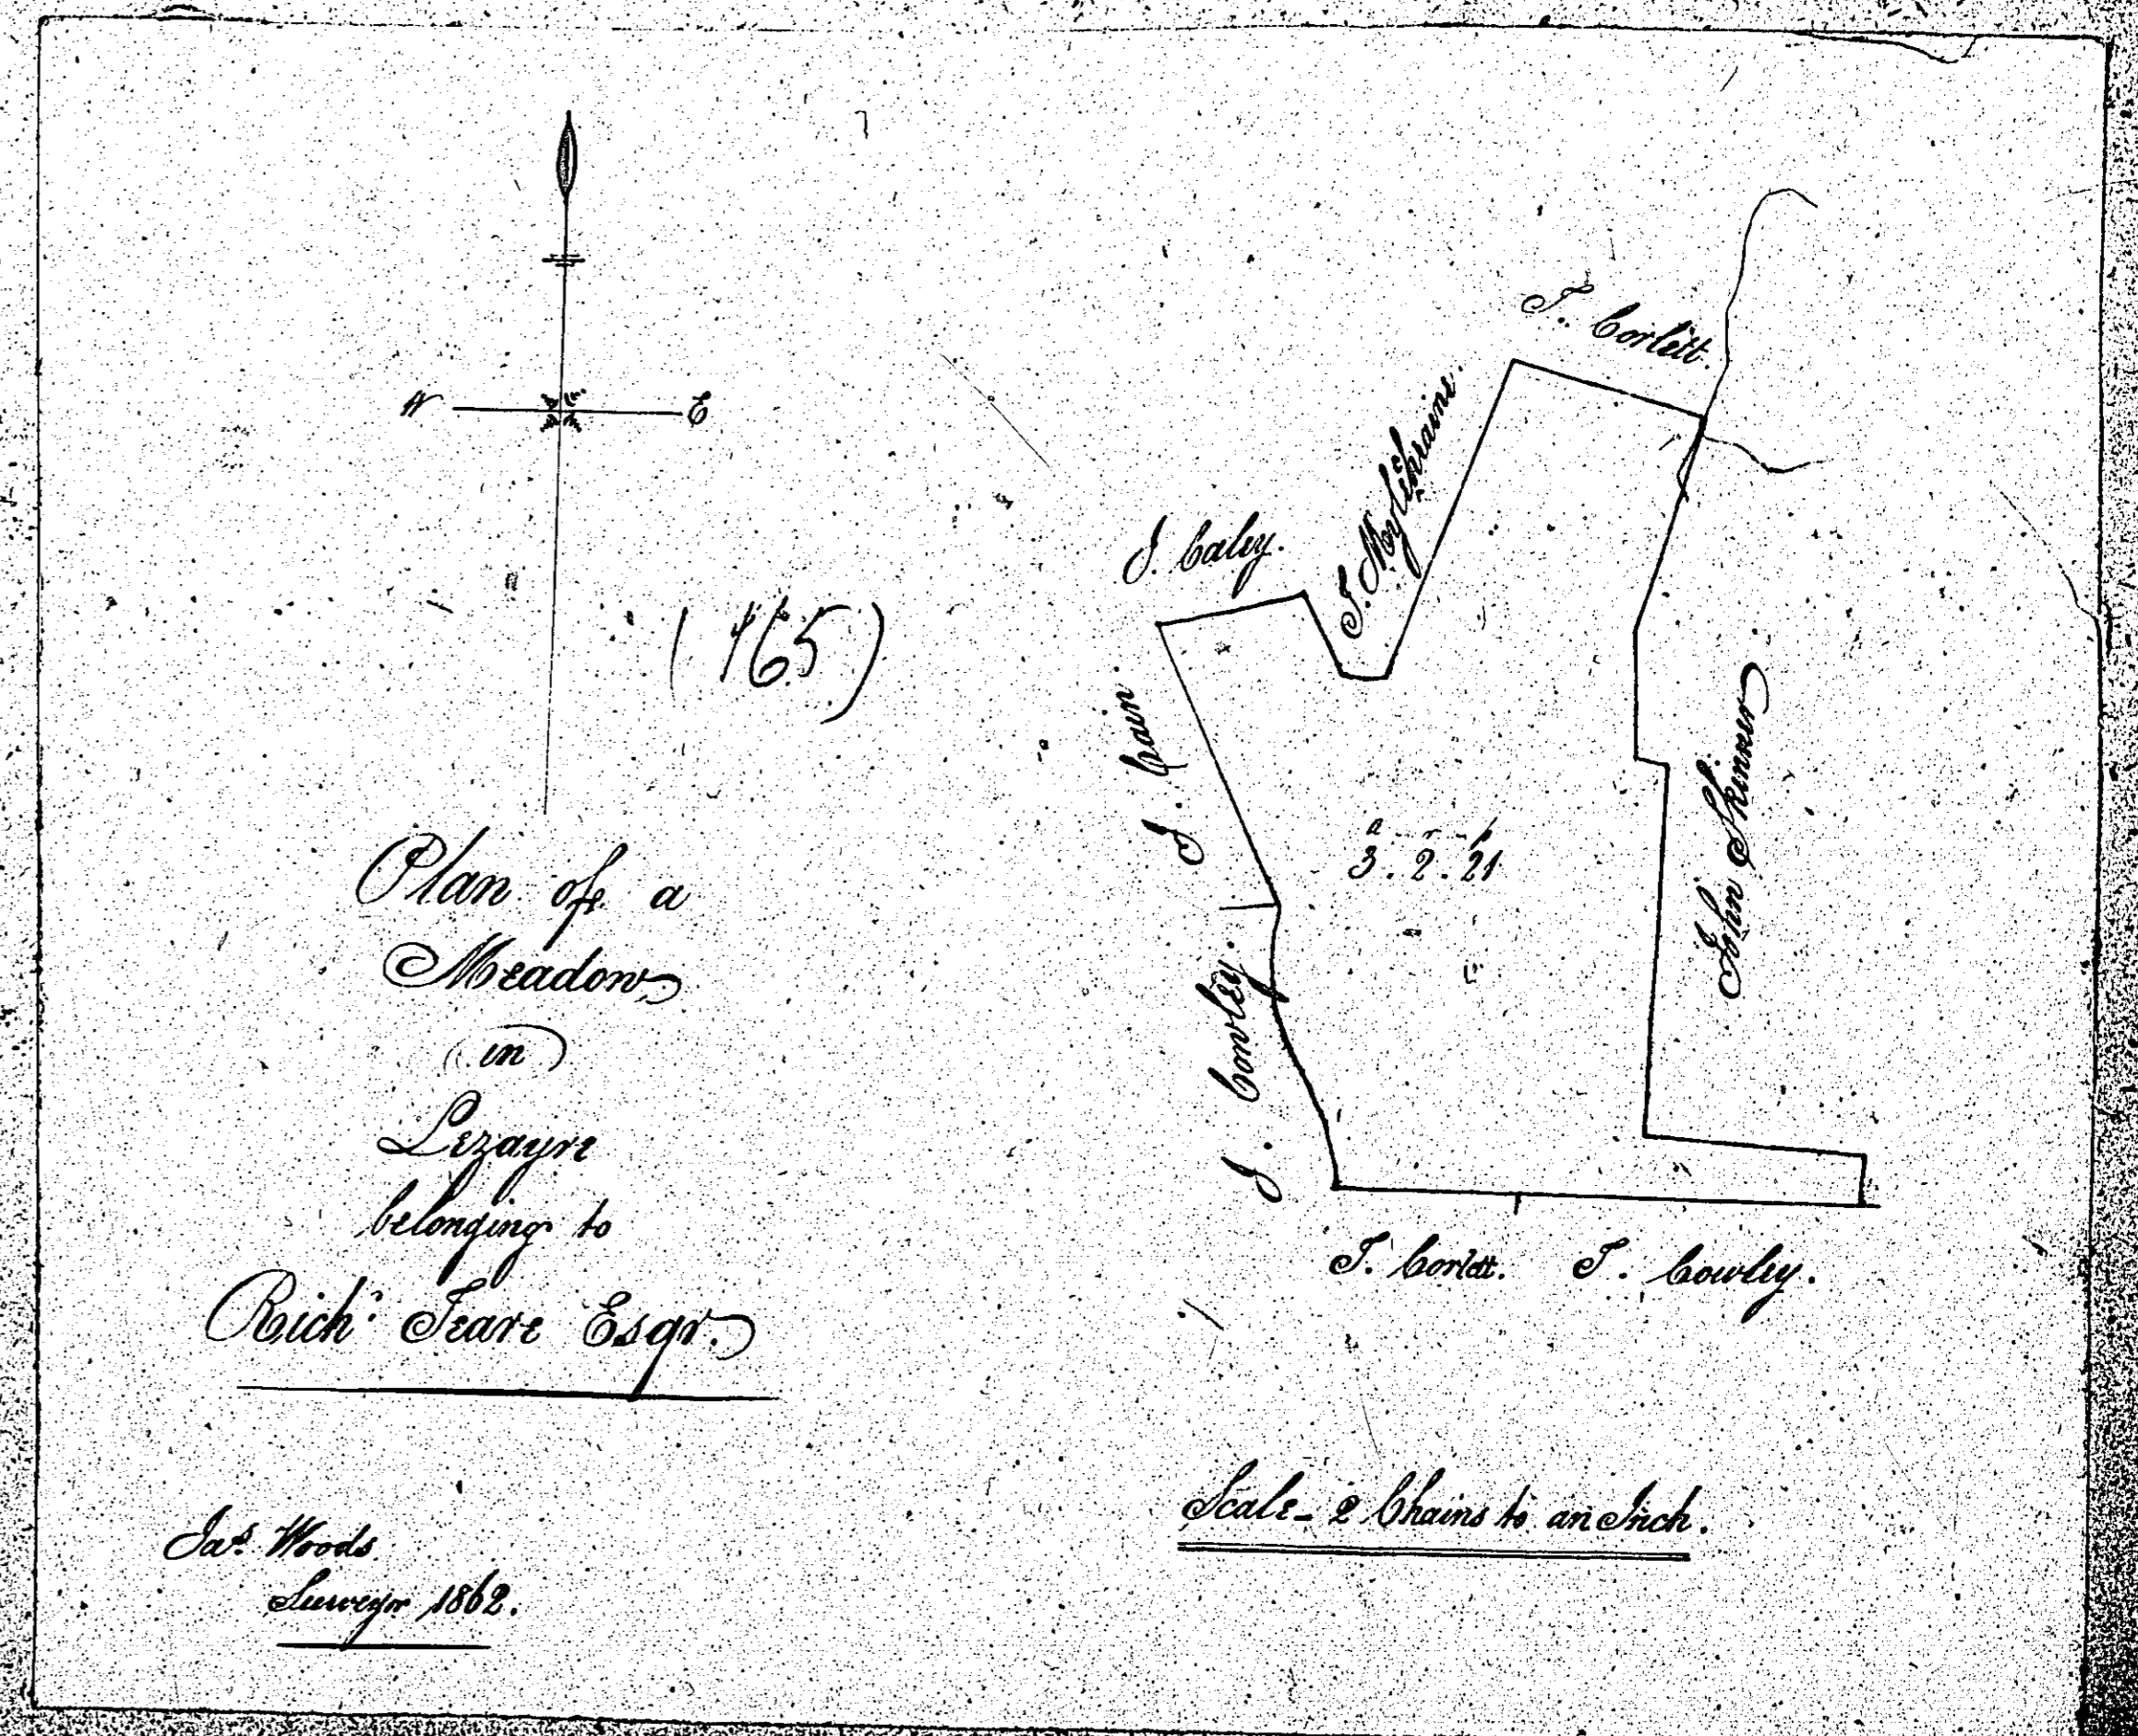 W E
(165)
Plan of a
Meadow
in
Lezayre
belonging to
Richd Teare Esqr.
Jas Woods
Surveyor 1862.
T. Corlett.
J. Mylchraine.
J. Caley.
J. Cain.
J. Cowley.
John Skinner
a - r - p
3 . 2 . 21
T. Corlett. T. Cowley.
Scale - 2 Chains to an Inch.